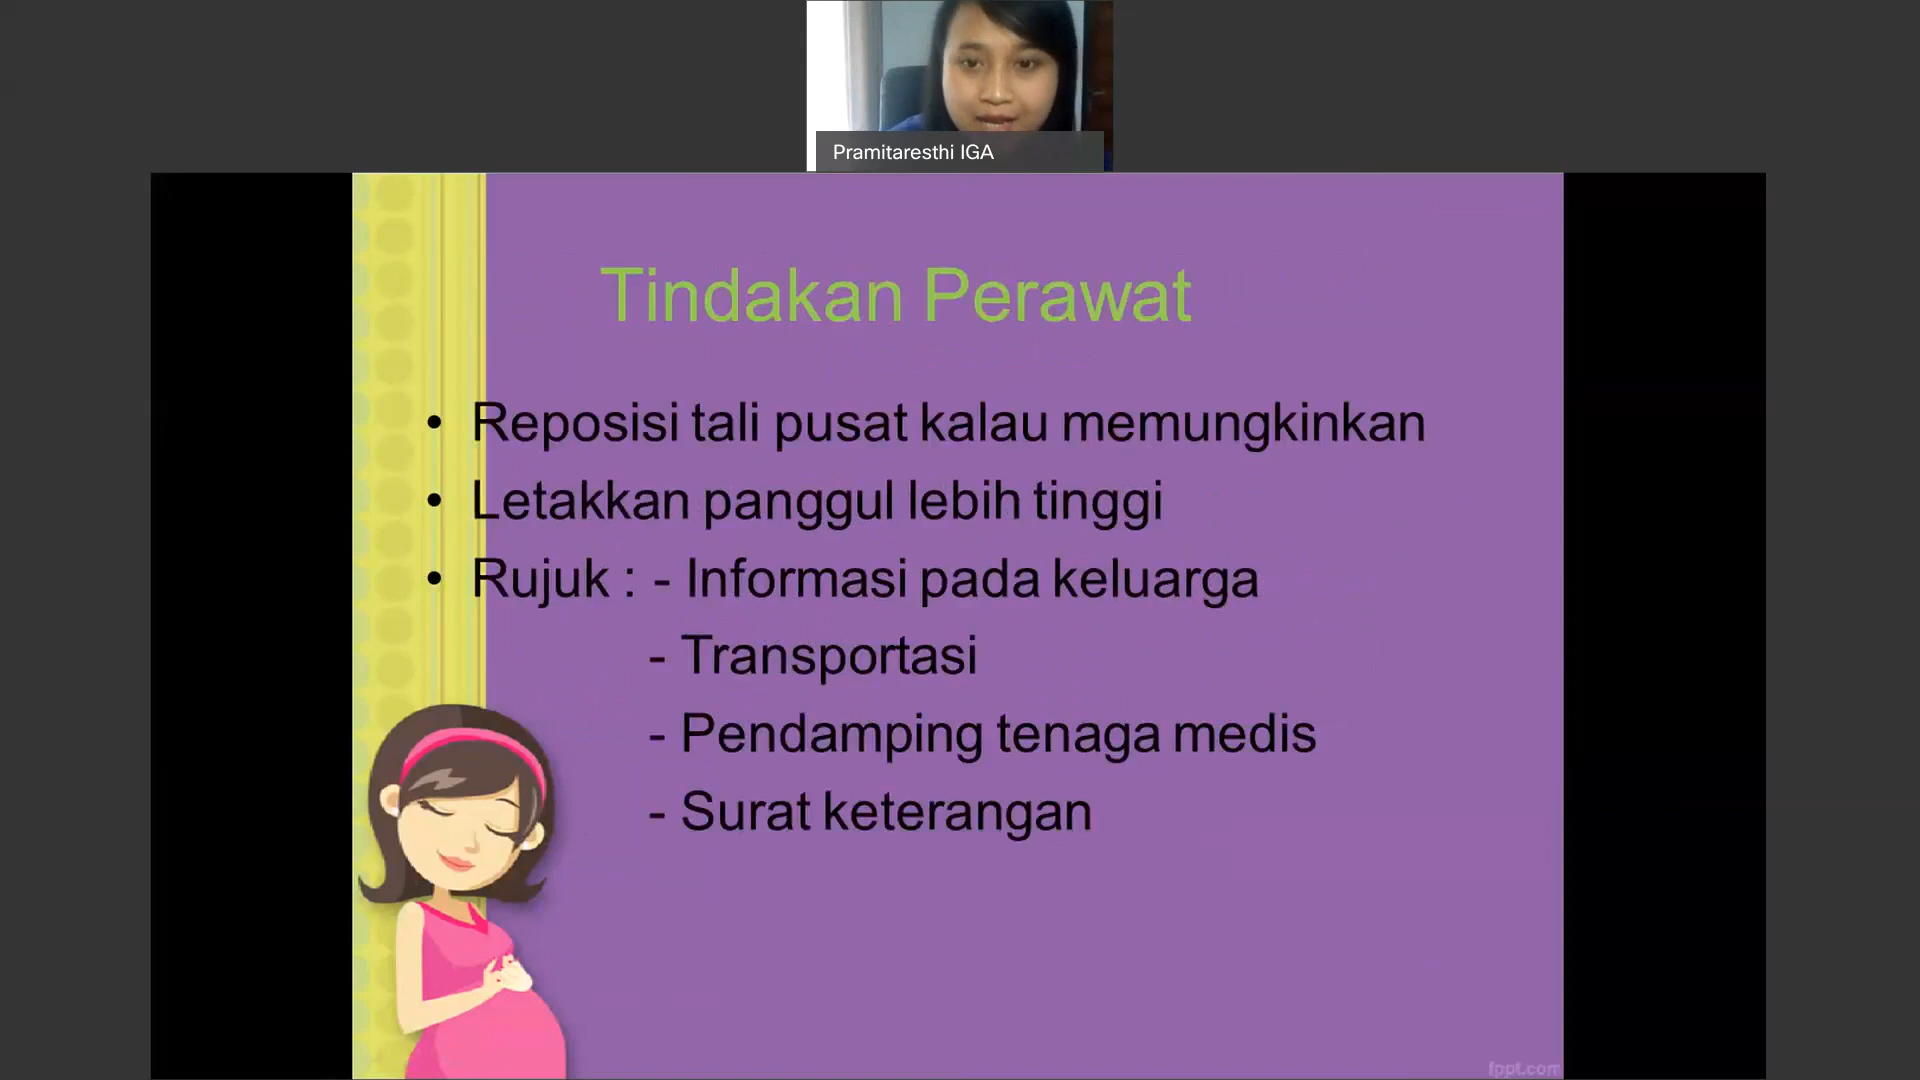 Pramitaresthi IGA
Tindakan Perawat
• Reposisi tali pusat kalau memungkinkan
• Letakkan panggul lebih tinggi
• Rujuk : - Informasi pada keluarga
- Transportasi
- Pendamping tenaga medis
- Surat keterangan
fppt.com